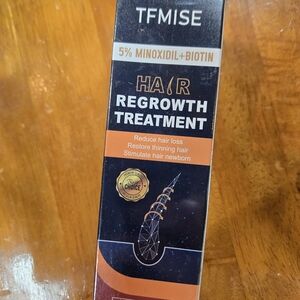 TFMISE
5% MINOXIDIL+BIOTIN
HAIR
REGROWTH
TREATMENT
Reduce hair loss
Restore thinning hair
Stimulate hair newborn